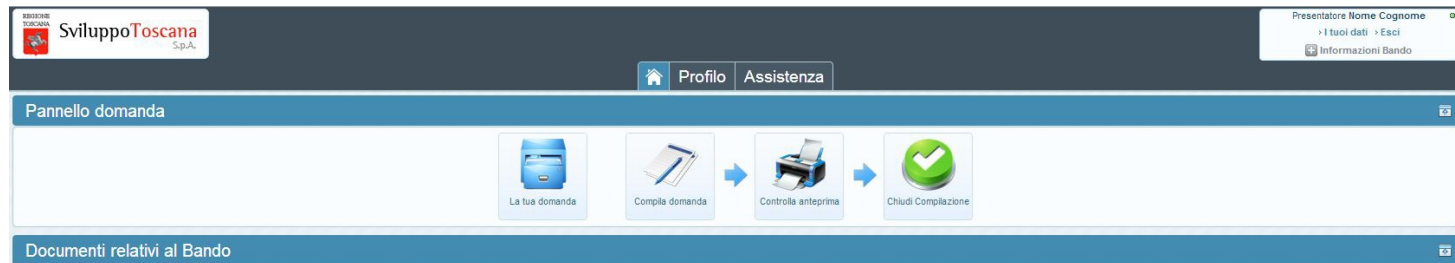 REGIONE
TOSCANA
SviluppoToscana
S.p.A.
Presentatore Nome Cognome
› I tuoi dati › Esci
Informazioni Bando
Profilo Assistenza
Pannello domanda
La tua domanda Compila domanda Controlla anteprima Chiudi Compilazione
Documenti relativi al Bando